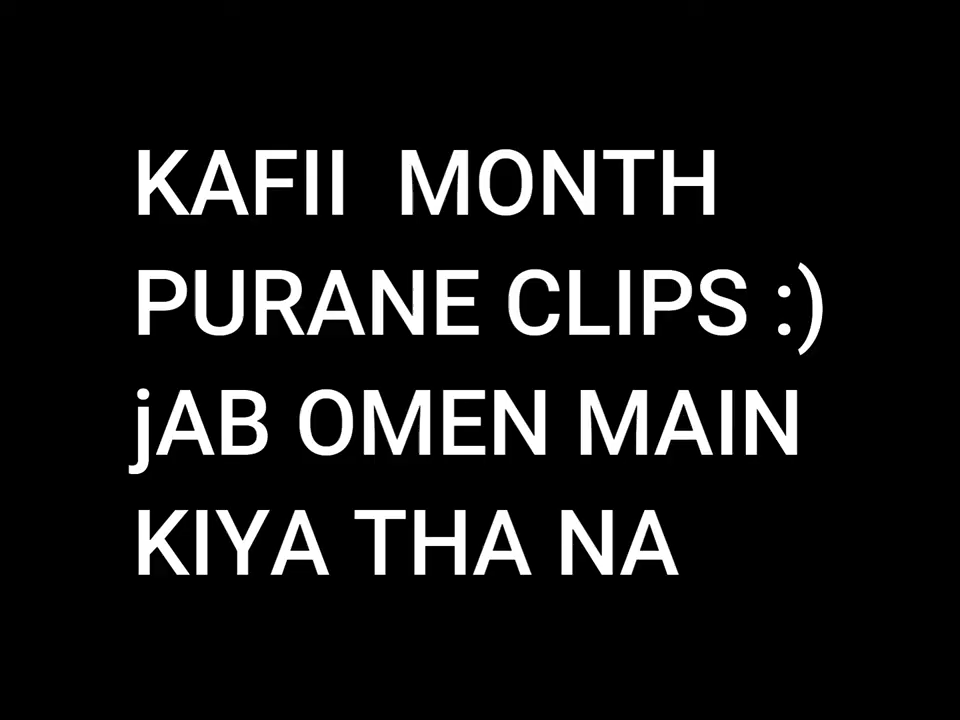 KAFII  MONTH
PURANE CLIPS :)
jAB OMEN MAIN
KIYA THA NA